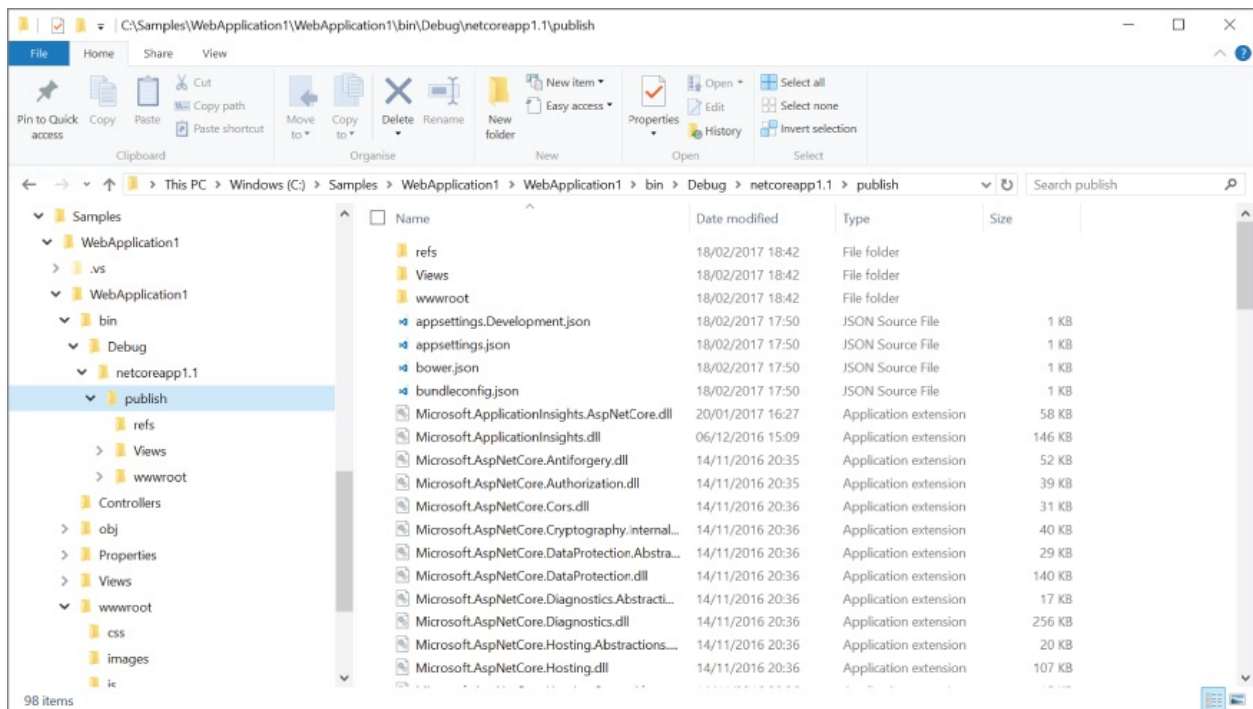 C:\Samples\WebApplication1\WebApplication1\bin\Debug\netcoreapp1.1\publish
File Home Share View
Pin to Quick access
Copy
Paste
Cut
Copy path
Paste shortcut
Clipboard
Move to
Copy to
Delete
Rename
Organise
New folder
New item
Easy access
New
Properties
Open
Edit
History
Open
Select all
Select none
Invert selection
Select
This PC > Windows (C:) > Samples > WebApplication1 > WebApplication1 > bin > Debug > netcoreapp1.1 > publish
Search publish
Samples
WebApplication1
.vs
WebApplication1
bin
Debug
netcoreapp1.1
publish
refs
Views
wwwroot
Controllers
obj
Properties
Views
wwwroot
css
images
js
Name Date modified Type Size
refs 18/02/2017 18:42 File folder
Views 18/02/2017 18:42 File folder
wwwroot 18/02/2017 18:42 File folder
appsettings.Development.json 18/02/2017 17:50 JSON Source File 1 KB
appsettings.json 18/02/2017 17:50 JSON Source File 1 KB
bower.json 18/02/2017 17:50 JSON Source File 1 KB
bundleconfig.json 18/02/2017 17:50 JSON Source File 1 KB
Microsoft.ApplicationInsights.AspNetCore.dll 20/01/2017 16:27 Application extension 58 KB
Microsoft.ApplicationInsights.dll 06/12/2016 15:09 Application extension 146 KB
Microsoft.AspNetCore.Antiforgery.dll 14/11/2016 20:35 Application extension 52 KB
Microsoft.AspNetCore.Authorization.dll 14/11/2016 20:35 Application extension 39 KB
Microsoft.AspNetCore.Cors.dll 14/11/2016 20:36 Application extension 31 KB
Microsoft.AspNetCore.Cryptography.Internal... 14/11/2016 20:36 Application extension 40 KB
Microsoft.AspNetCore.DataProtection.Abstra... 14/11/2016 20:36 Application extension 29 KB
Microsoft.AspNetCore.DataProtection.dll 14/11/2016 20:36 Application extension 140 KB
Microsoft.AspNetCore.Diagnostics.Abstracti... 14/11/2016 20:36 Application extension 17 KB
Microsoft.AspNetCore.Diagnostics.dll 14/11/2016 20:36 Application extension 256 KB
Microsoft.AspNetCore.Hosting.Abstractions.... 14/11/2016 20:36 Application extension 20 KB
Microsoft.AspNetCore.Hosting.dll 14/11/2016 20:36 Application extension 107 KB
98 items